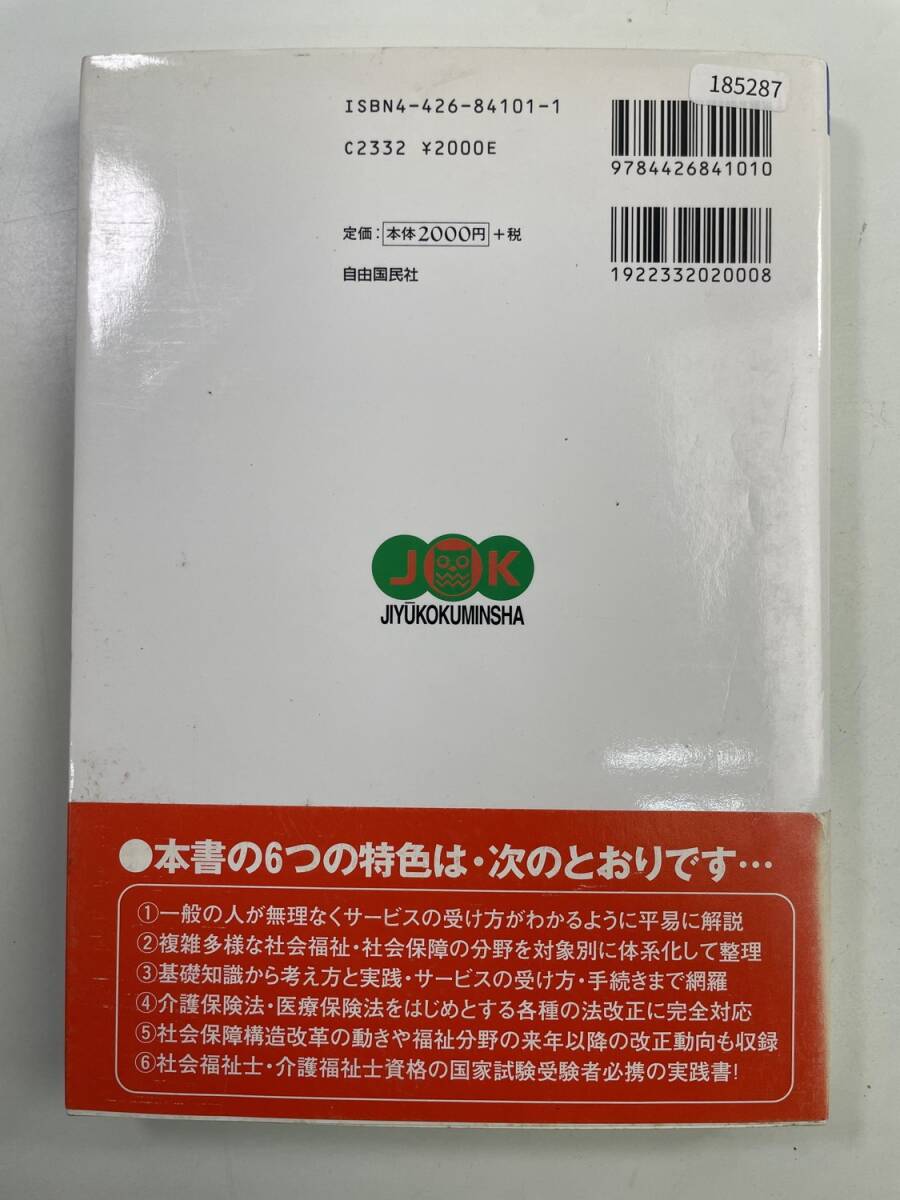 185287
ISBN4-426-84101-1
C2332 ¥2000E
9784426841010
定価:本体2000円+税
1922332020008
自由国民社
JK
JIYŪKOKUMINSHA
●本書の6つの特色は・次のとおりです…
①一般の人が無理なくサービスの受け方がわかるように平易に解説
②複雑多様な社会福祉・社会保障の分野を対象別に体系化して整理
③基礎知識から考え方と実践・サービスの受け方・手続きまで網羅
④介護保険法・医療保険法をはじめとする各種の法改正に完全対応
⑤社会保障構造改革の動きや福祉分野の来年以降の改正動向も収録
⑥社会福祉士・介護福祉士資格の国家試験受験者必携の実践書!